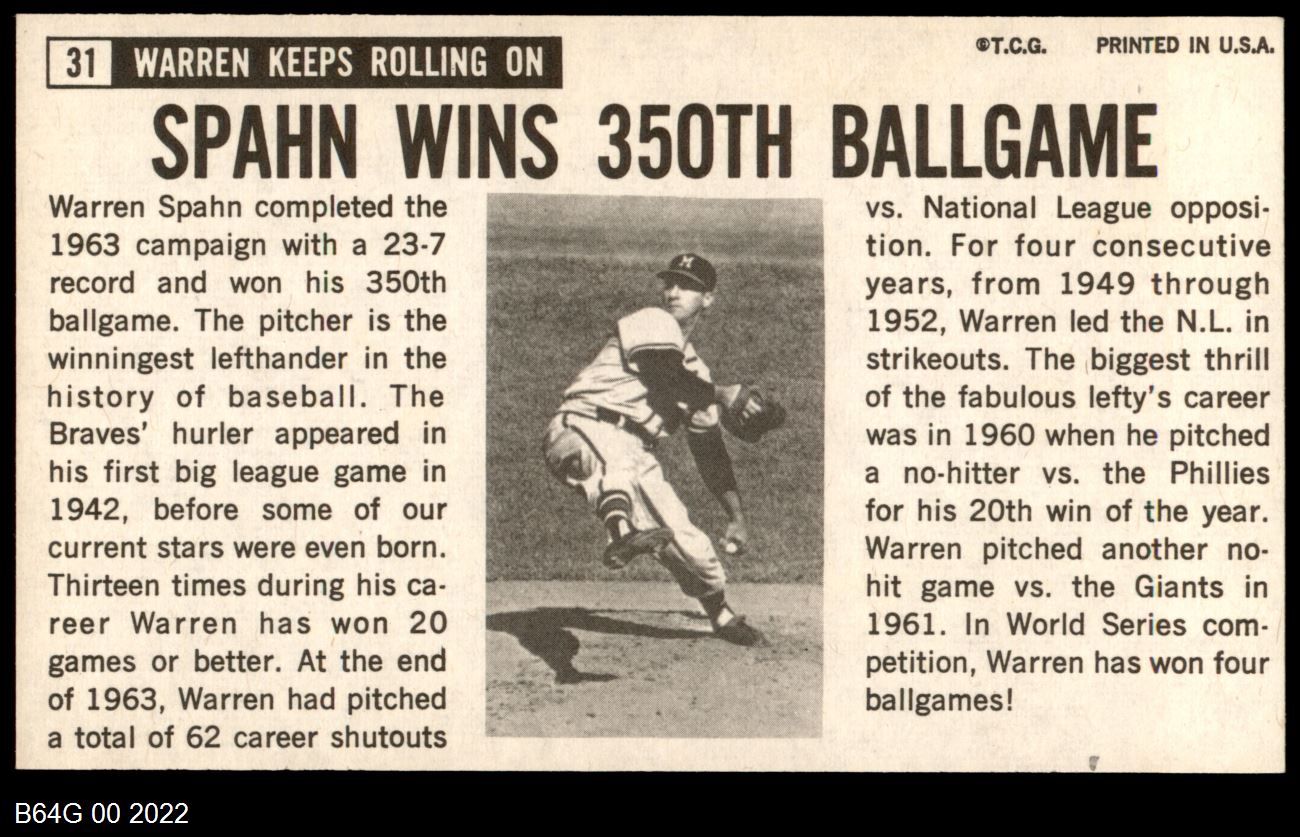 31 WARREN KEEPS ROLLING ON
©T.C.G. PRINTED IN U.S.A.
SPAHN WINS 350TH BALLGAME
Warren Spahn completed the
1963 campaign with a 23-7
record and won his 350th
ballgame. The pitcher is the
winningest lefthander in the
history of baseball. The
Braves' hurler appeared in
his first big league game in
1942, before some of our
current stars were even born.
Thirteen times during his ca-
reer Warren has won 20
games or better. At the end
of 1963, Warren had pitched
a total of 62 career shutouts
M
vs. National League opposi-
tion. For four consecutive
years, from 1949 through
1952, Warren led the N.L. in
strikeouts. The biggest thrill
of the fabulous lefty's career
was in 1960 when he pitched
a no-hitter vs. the Phillies
for his 20th win of the year.
Warren pitched another no-
hit game vs. the Giants in
1961. In World Series com-
petition, Warren has won four
ballgames!
B64G 00 2022